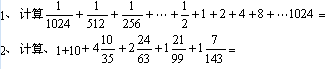 1、计算 1/1024 + 1/512 + 1/256 + ⋯ + 1/2 + 1 + 2 + 4 + 8 + ⋯1024 =
2、计算、1+10 + 4 10/35 + 2 24/63 + 1 21/99 + 1 7/143 =